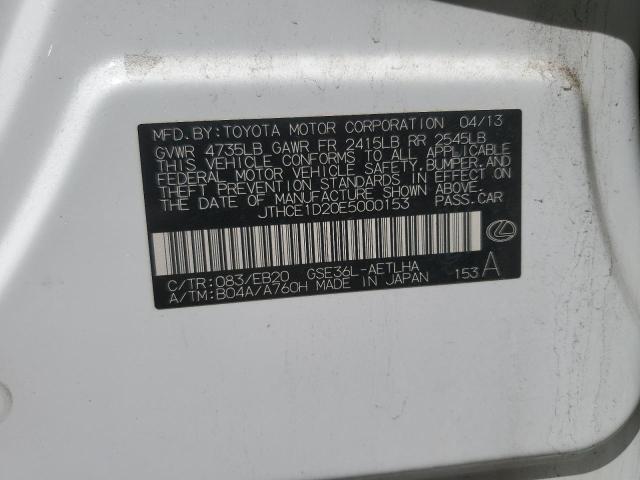 MFD. BY: TOYOTA MOTOR CORPORATION 04/13
GVWR 4735LB GAWR FR 2415LB RR 2545LB
THIS VEHICLE CONFORMS TO ALL APPLICABLE
FEDERAL MOTOR VEHICLE SAFETY, BUMPER, AND
THEFT PREVENTION STANDARDS IN EFFECT ON
THE DATE OF MANUFACTURE SHOWN ABOVE.
JTHCE1D20E5000153 PASS.CAR
C/TR: 083/EB20 GSE36L-AETLHA
A/TM: B04A/A760H MADE IN JAPAN 153 A